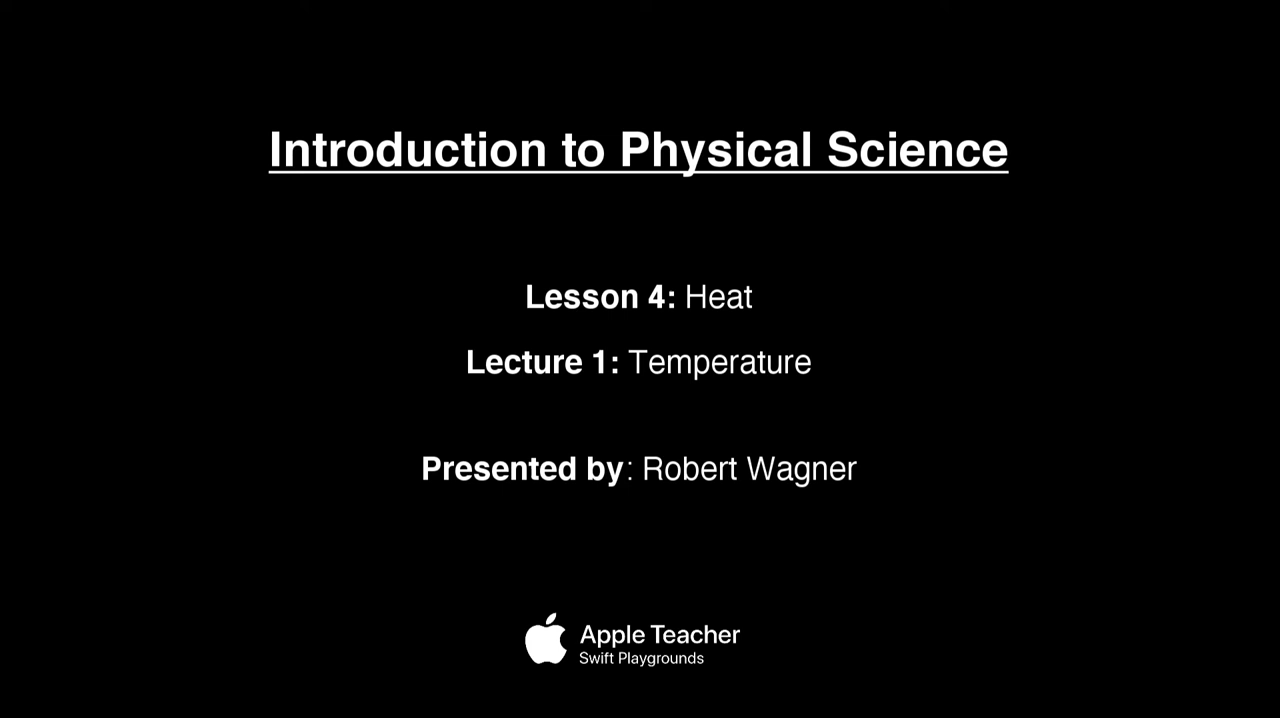 Introduction to Physical Science
Lesson 4: Heat
Lecture 1: Temperature
Presented by: Robert Wagner
Apple Teacher
Swift Playgrounds